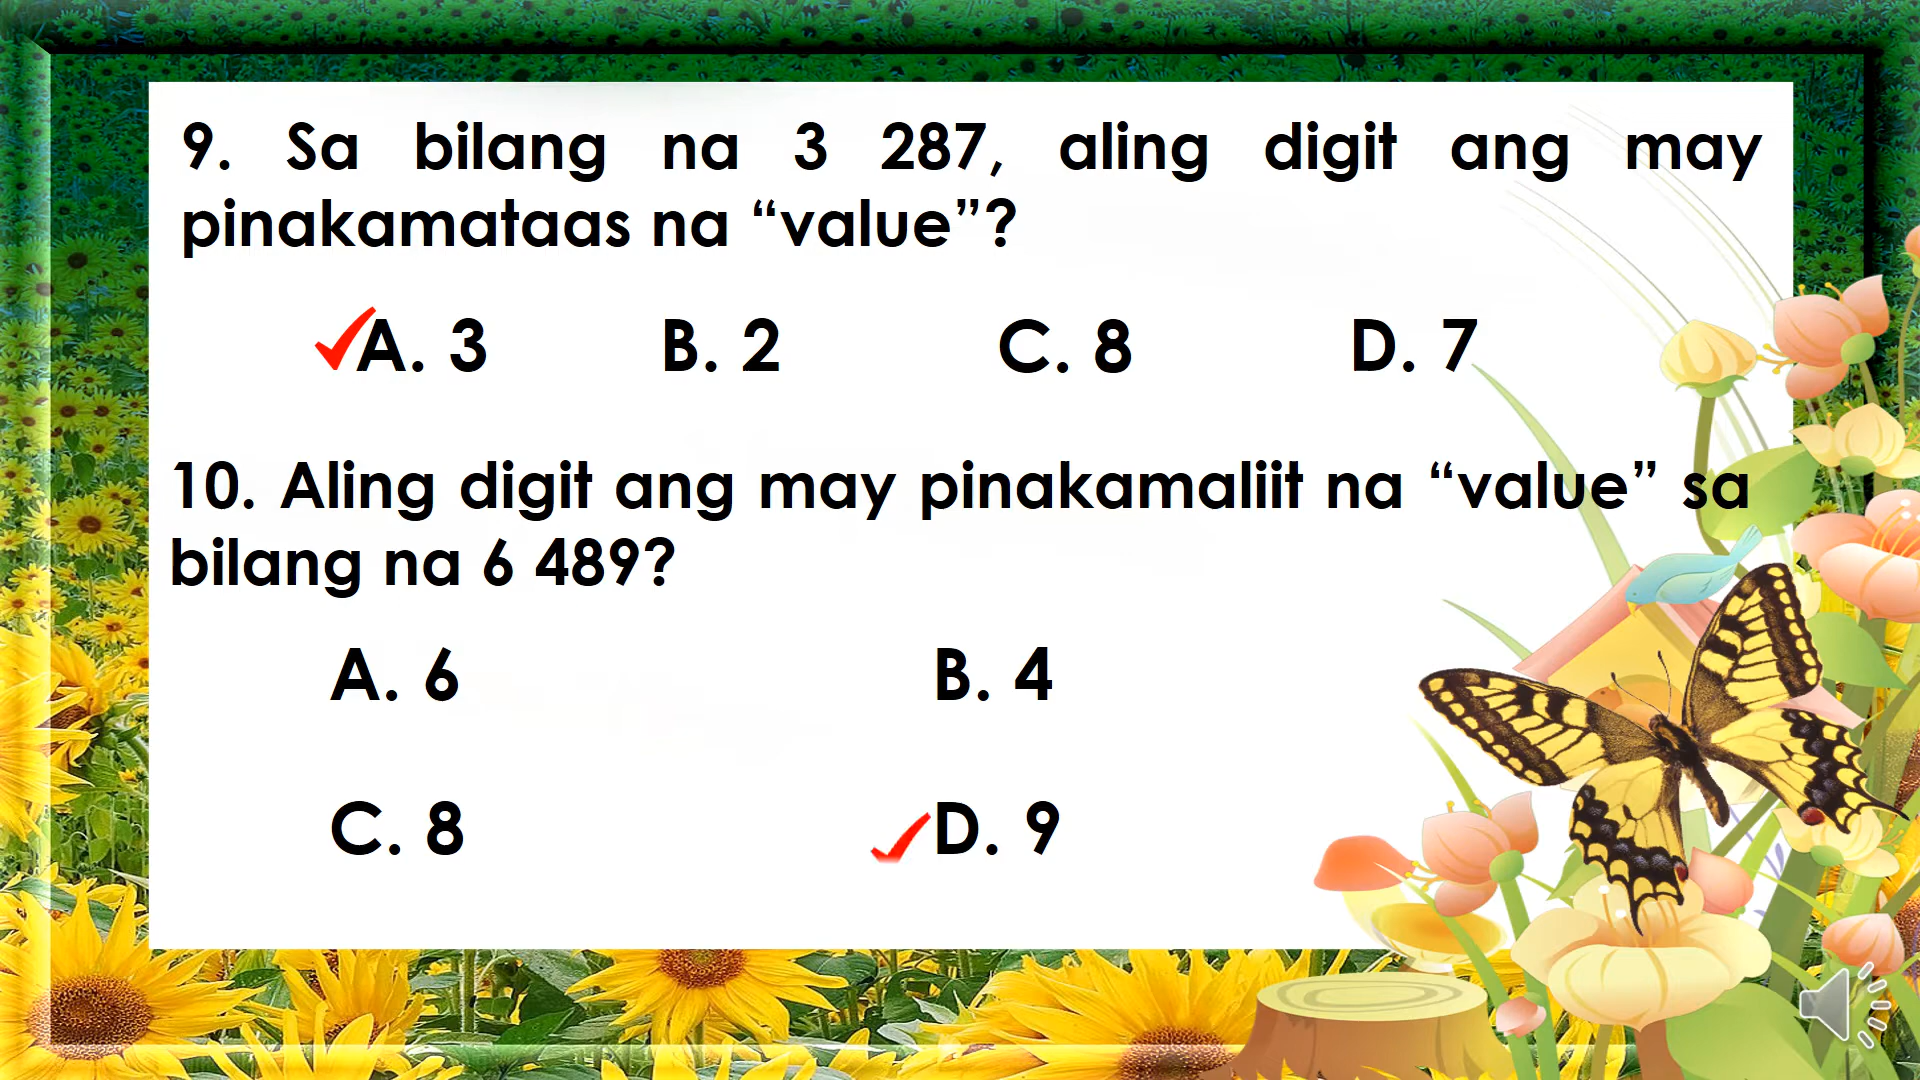 9. Sa bilang na 3 287, aling digit ang may
pinakamataas na “value”?
A. 3 B. 2 C. 8 D. 7
10. Aling digit ang may pinakamaliit na “value” sa
bilang na 6 489?
A. 6 B. 4
C. 8 D. 9